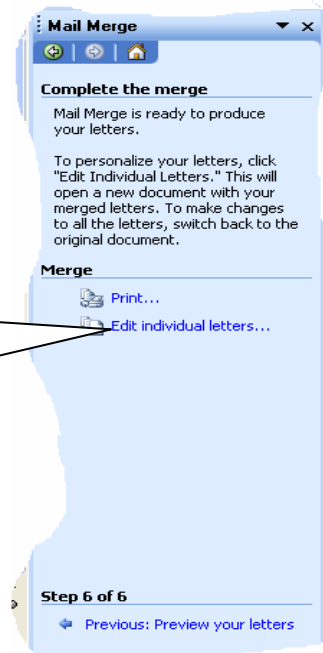 Mail Merge
Complete the merge
Mail Merge is ready to produce
your letters.
To personalize your letters, click
"Edit Individual Letters." This will
open a new document with your
merged letters. To make changes
to all the letters, switch back to the
original document.
Merge
Print...
Edit individual letters...
Step 6 of 6
Previous: Preview your letters